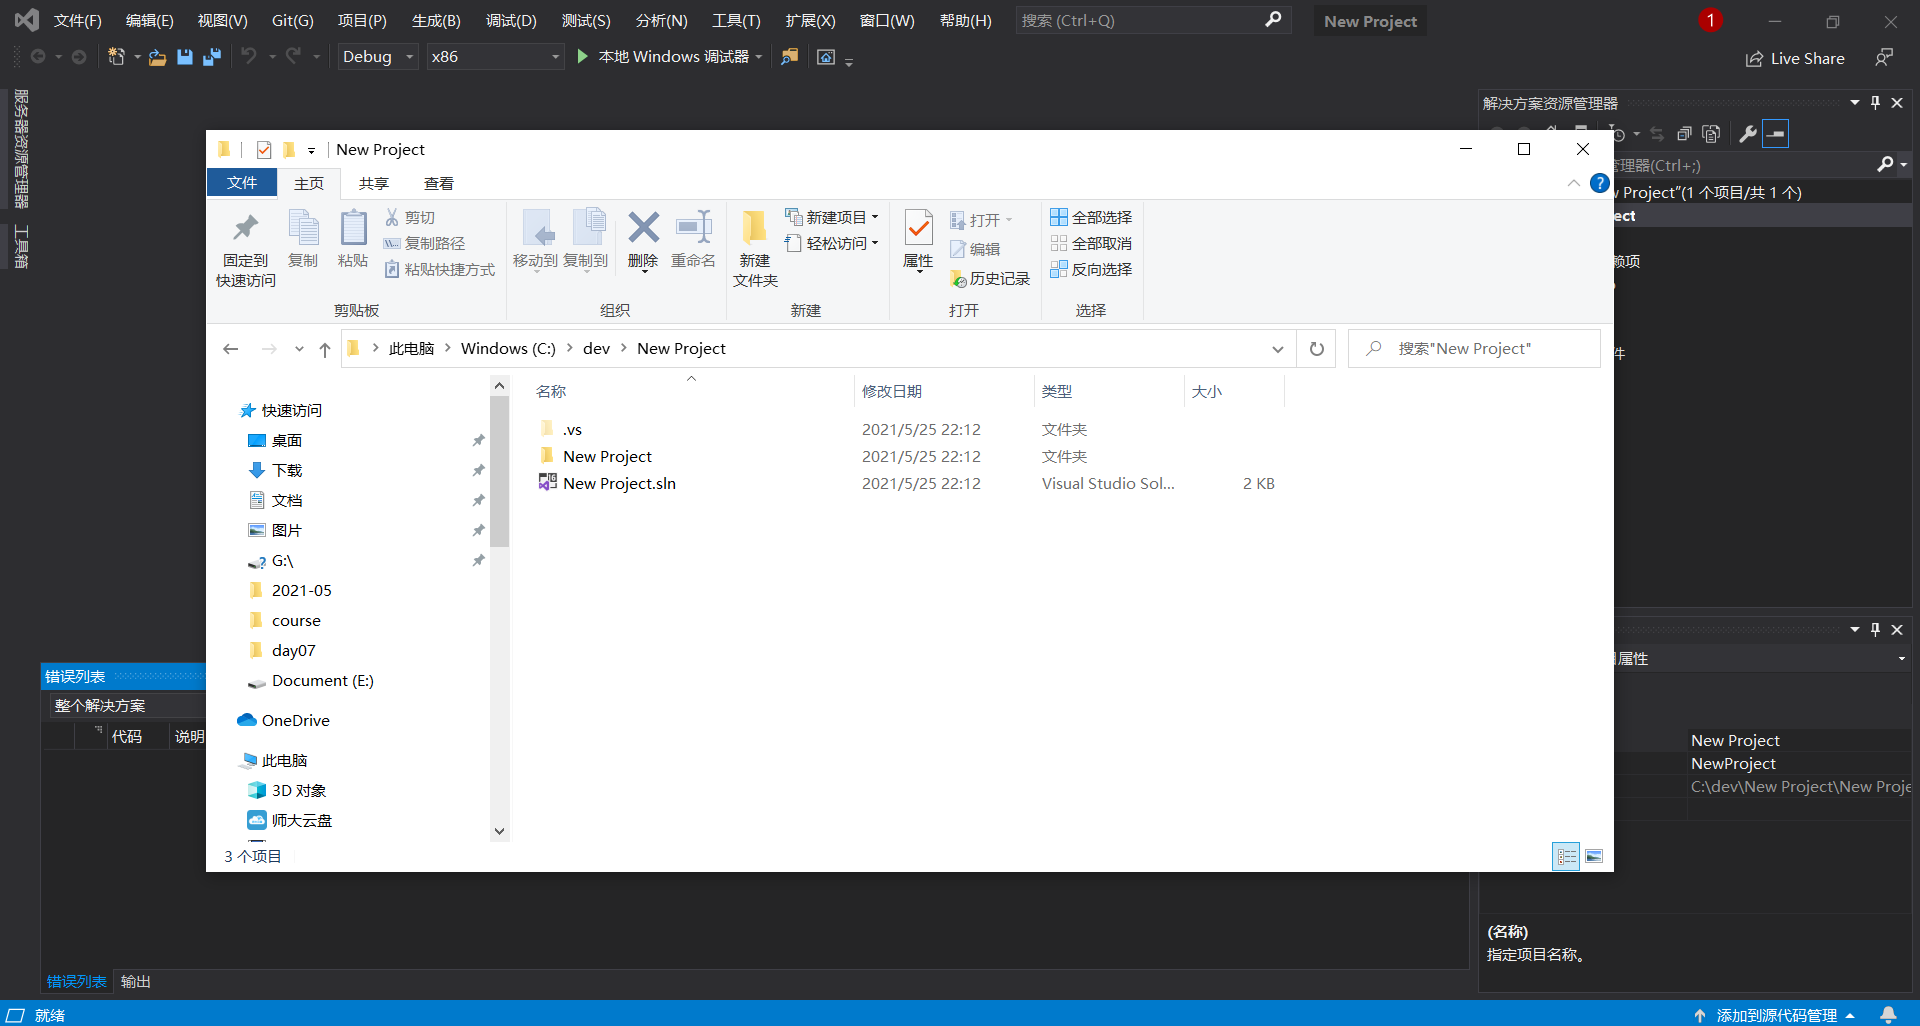 文件(F) 编辑(E) 视图(V) Git(G) 项目(P) 生成(B) 调试(D) 测试(S) 分析(N) 工具(T) 扩展(X) 窗口(W) 帮助(H) 搜索 (Ctrl+Q) New Project 1
Debug x86 本地 Windows 调试器 Live Share
服务器资源管理器
工具箱
解决方案资源管理器
管理器(Ctrl+;)
w Project"(1 个项目/共 1 个)
ect
赖项
件
New Project
文件 主页 共享 查看
固定到
快速访问
复制
粘贴
剪切
复制路径
粘贴快捷方式
剪贴板
移动到
复制到
删除
重命名
组织
新建
文件夹
新建项目
轻松访问
新建
属性
打开
编辑
历史记录
打开
全部选择
全部取消
反向选择
选择
此电脑 Windows (C:) dev New Project
搜索"New Project"
名称 修改日期 类型 大小
.vs 2021/5/25 22:12 文件夹
New Project 2021/5/25 22:12 文件夹
New Project.sln 2021/5/25 22:12 Visual Studio Sol... 2 KB
快速访问
桌面
下载
文档
图片
G:\
2021-05
course
day07
Document (E:)
OneDrive
此电脑
3D 对象
师大云盘
3 个项目
错误列表
整个解决方案
代码 说明
错误列表 输出
属性
New Project
NewProject
C:\dev\New Project\New Proje
(名称)
指定项目名称。
就绪
添加到源代码管理